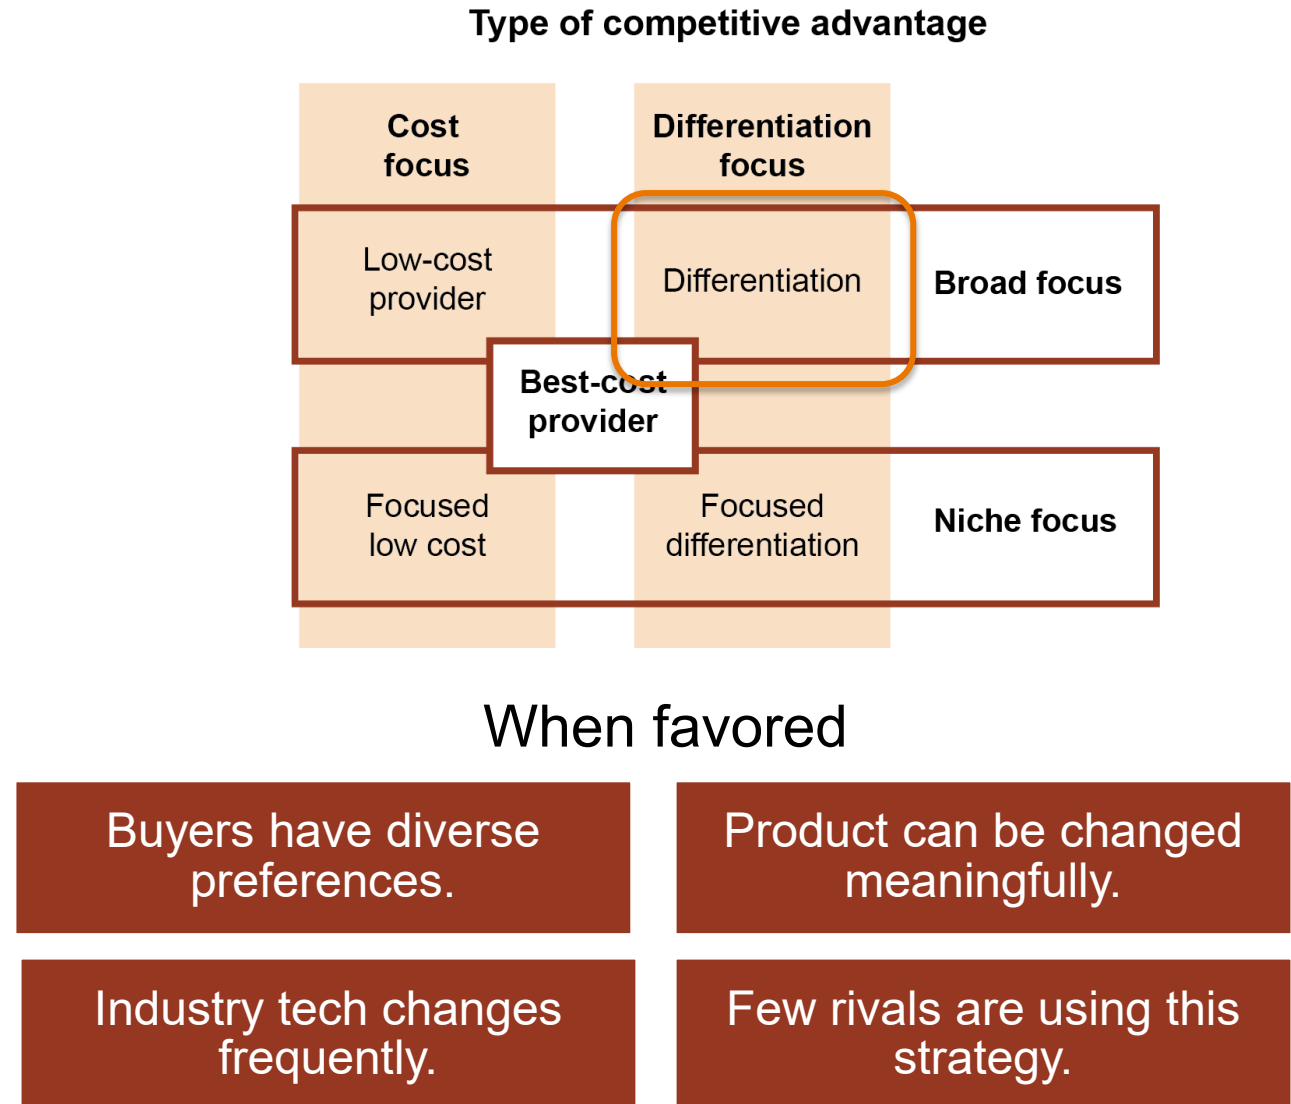 Type of competitive advantage
Cost
focus
Differentiation
focus
Low-cost
provider
Differentiation
Broad focus
Best-cost
provider
Focused
low cost
Focused
differentiation
Niche focus
When favored
Buyers have diverse
preferences.
Product can be changed
meaningfully.
Industry tech changes
frequently.
Few rivals are using this
strategy.